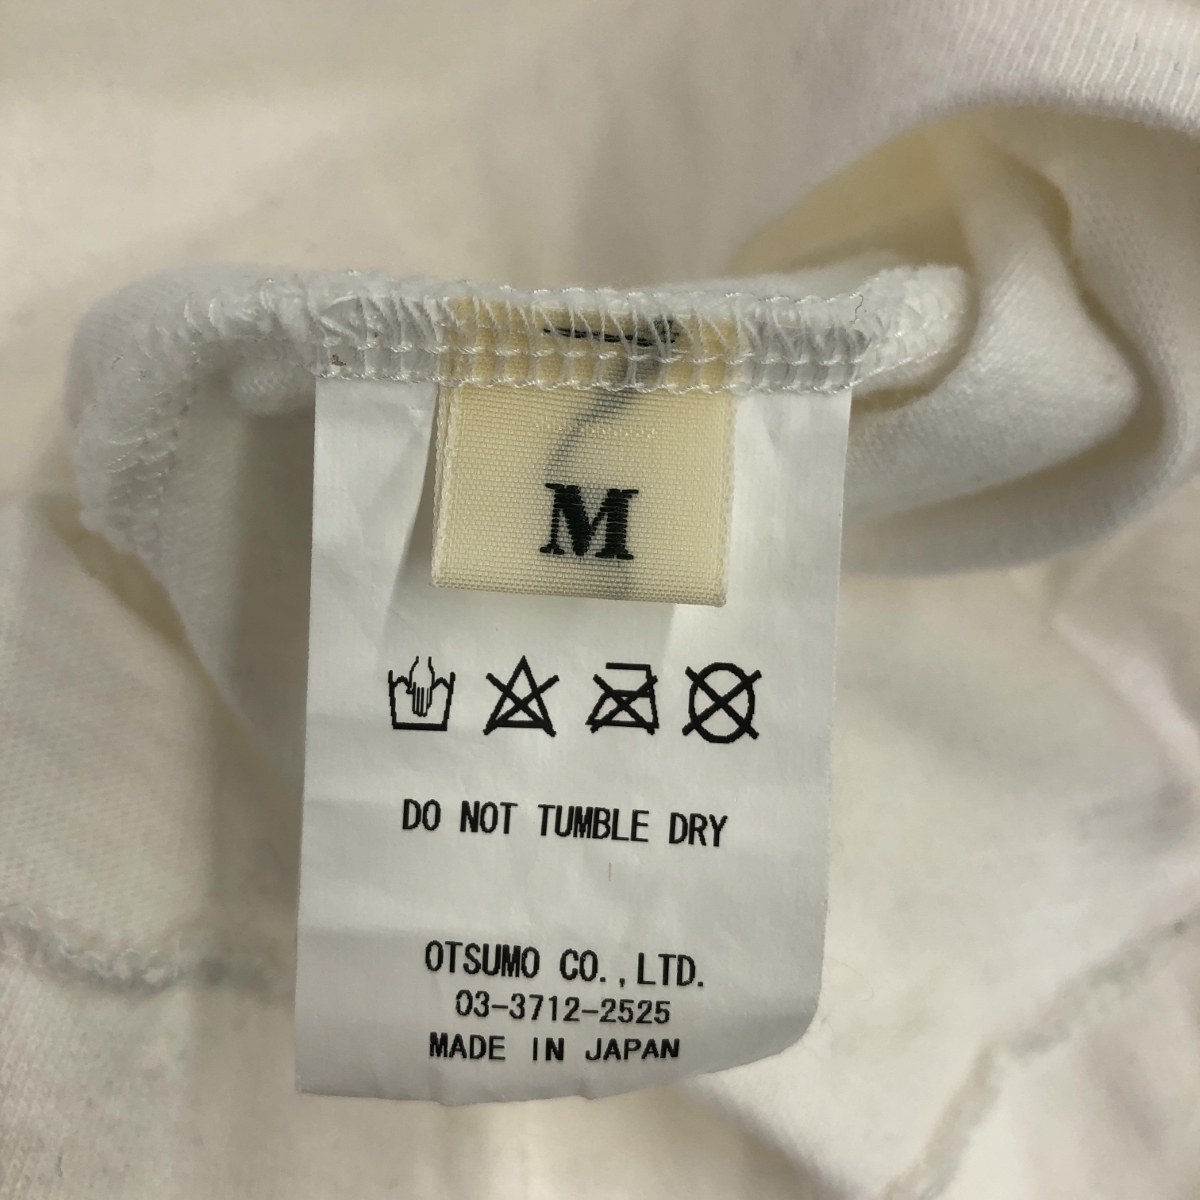 M
DO NOT TUMBLE DRY
OTSUMO CO.,LTD.
03-3712-2525
MADE IN JAPAN